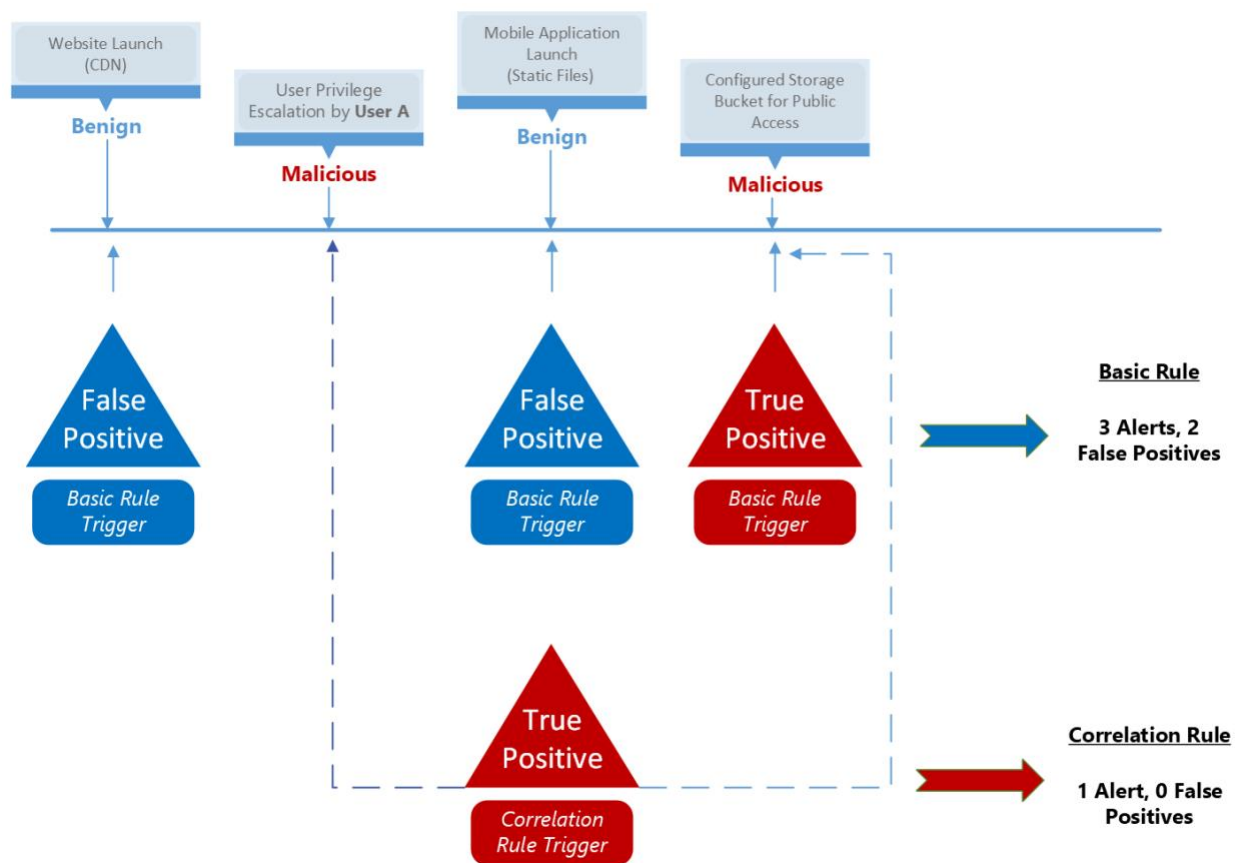 Website Launch
(CDN)
Benign
User Privilege
Escalation by User A
Malicious
Mobile Application
Launch
(Static Files)
Benign
Configured Storage
Bucket for Public
Access
Malicious
False
Positive
Basic Rule
Trigger
False
Positive
Basic Rule
Trigger
True
Positive
Basic Rule
Trigger
Basic Rule
3 Alerts, 2
False Positives
True
Positive
Correlation
Rule Trigger
Correlation Rule
1 Alert, 0 False
Positives